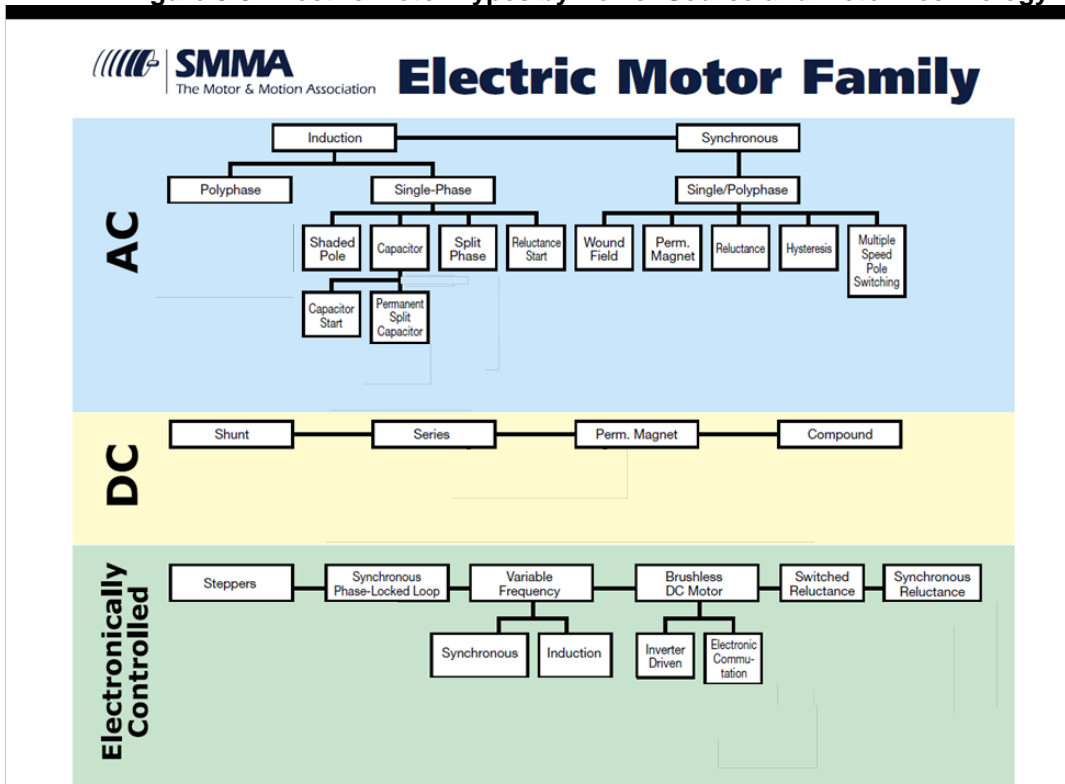 SMMA
The Motor & Motion Association
Electric Motor Family
AC
Induction
Synchronous
Polyphase
Single-Phase
Single/Polyphase
Shaded
Pole
Capacitor
Split
Phase
Reluctance
Start
Wound
Field
Perm.
Magnet
Reluctance
Hysteresis
Multiple
Speed
Pole
Switching
Capacitor
Start
Permanent
Split
Capacitor
DC
Shunt
Series
Perm. Magnet
Compound
Electronically
Controlled
Steppers
Synchronous
Phase-Locked Loop
Variable
Frequency
Brushless
DC Motor
Switched
Reluctance
Synchronous
Reluctance
Synchronous
Induction
Inverter
Driven
Electronic
Commu-
tation